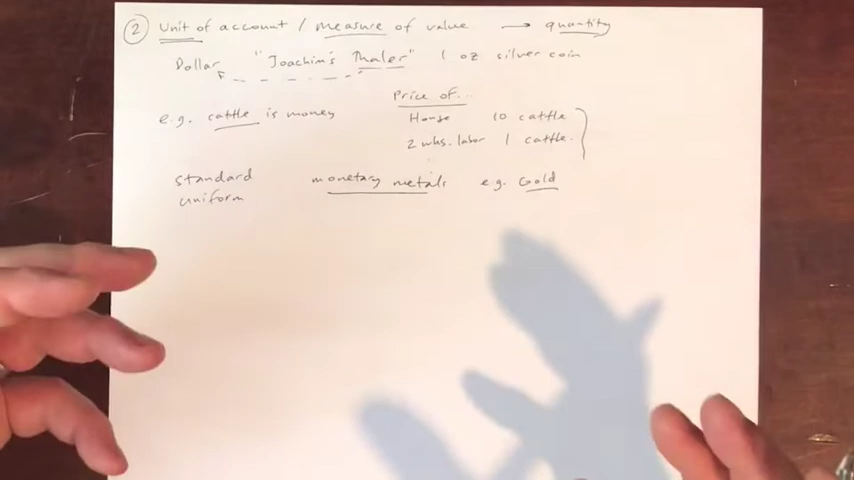 ② Unit of account / measure of value → quantity
Dollar "Joachim's Thaler" 1 oz silver coin
Price of...
e.g. cattle is money
House 10 cattle
2 wks. labor 1 cattle.
standard monetary metals e.g. Gold
uniform